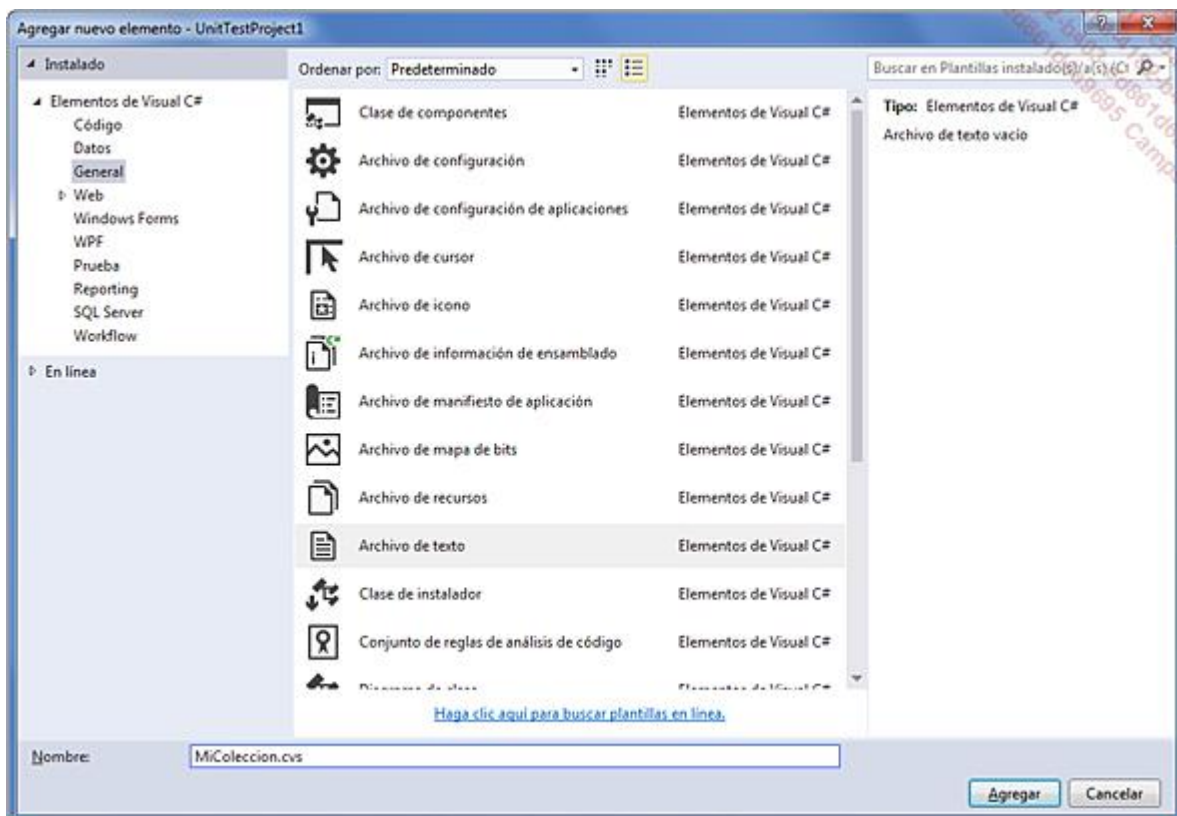 Agregar nuevo elemento - UnitTestProject1
Instalado
Ordenar por: Predeterminado
Buscar en Plantillas instalado(s)/a(s) (Ct
Elementos de Visual C#
Código
Datos
General
Web
Windows Forms
WPF
Prueba
Reporting
SQL Server
Workflow
En línea
Clase de componentes Elementos de Visual C#
Archivo de configuración Elementos de Visual C#
Archivo de configuración de aplicaciones Elementos de Visual C#
Archivo de cursor Elementos de Visual C#
Archivo de icono Elementos de Visual C#
Archivo de información de ensamblado Elementos de Visual C#
Archivo de manifiesto de aplicación Elementos de Visual C#
Archivo de mapa de bits Elementos de Visual C#
Archivo de recursos Elementos de Visual C#
Archivo de texto Elementos de Visual C#
Clase de instalador Elementos de Visual C#
Conjunto de reglas de análisis de código Elementos de Visual C#
Tipo: Elementos de Visual C#
Archivo de texto vacío
Haga clic aquí para buscar plantillas en línea.
Nombre: MiColeccion.cvs
Agregar Cancelar